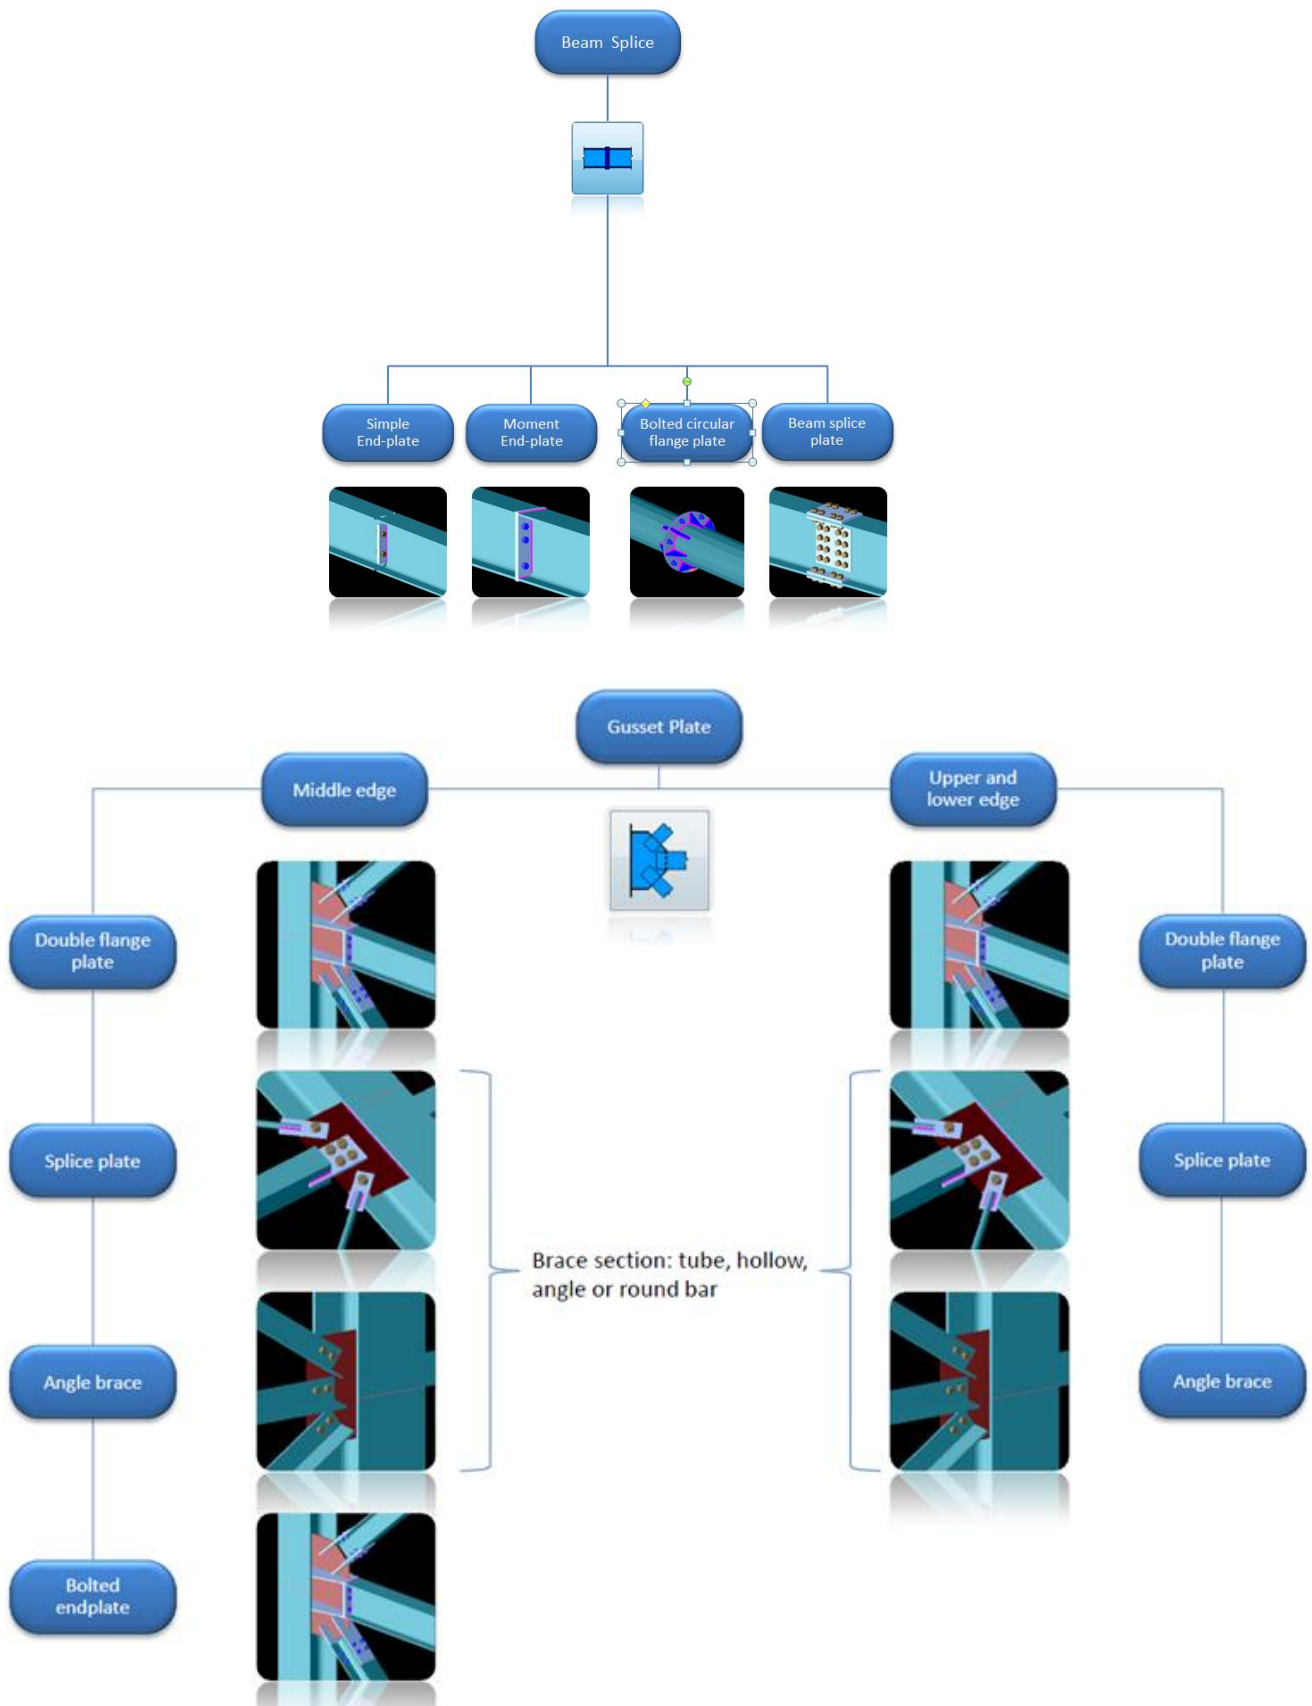 Beam Splice
Simple
End-plate
Moment
End-plate
Bolted circular
flange plate
Beam splice
plate
Gusset Plate
Middle edge
Upper and
lower edge
Double flange
plate
Double flange
plate
Splice plate
Splice plate
Brace section: tube, hollow,
angle or round bar
Angle brace
Angle brace
Bolted
endplate